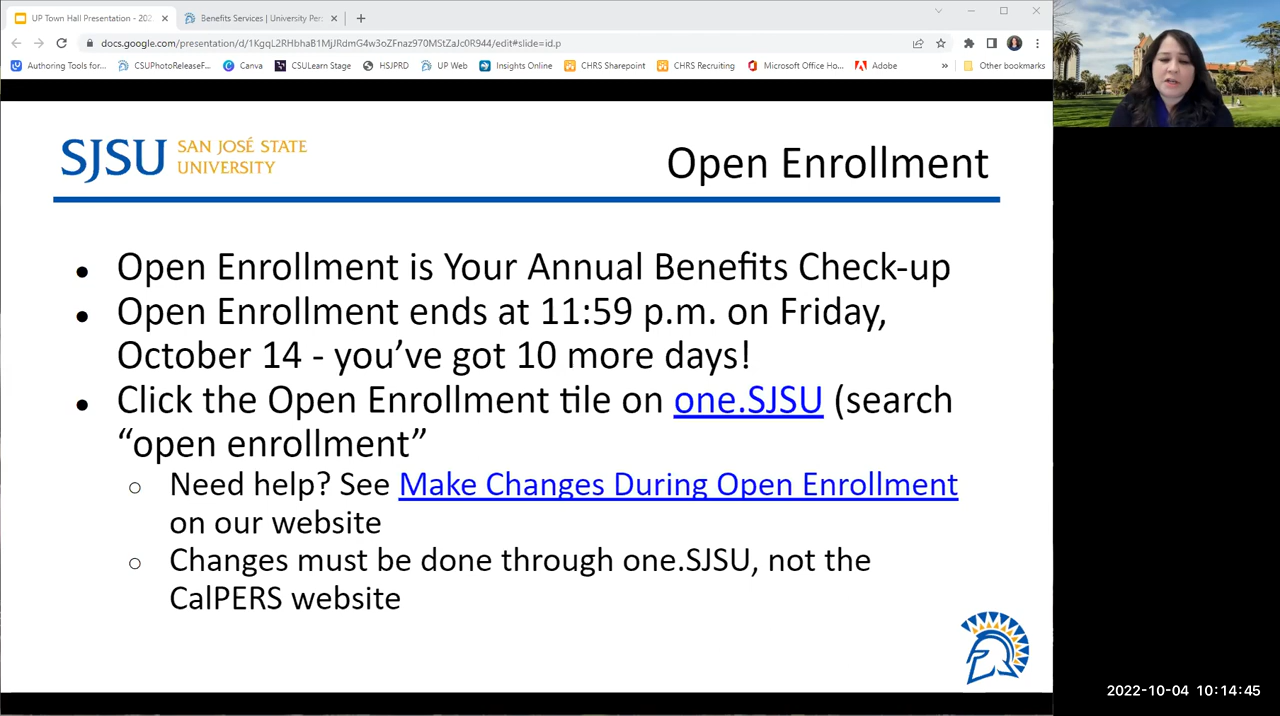 UP Town Hall Presentation - 202
Benefits Services | University Per
docs.google.com/presentation/d/1KgqL2RHbhaB1MjJRdmG4w3oZFnaz970MStZaJc0R944/edit#slide=id.p
Authoring Tools for... CSUPhotoReleaseF... Canva CSULearn Stage HSJPRD UP Web Insights Online CHRS Sharepoint CHRS Recruiting Microsoft Office Ho... Adobe » Other bookmarks
SJSU SAN JOSÉ STATE
UNIVERSITY
Open Enrollment
● Open Enrollment is Your Annual Benefits Check-up
● Open Enrollment ends at 11:59 p.m. on Friday,
October 14 - you’ve got 10 more days!
● Click the Open Enrollment tile on one.SJSU (search
“open enrollment”
○ Need help? See Make Changes During Open Enrollment
on our website
○ Changes must be done through one.SJSU, not the
CalPERS website
2022-10-04 10:14:45